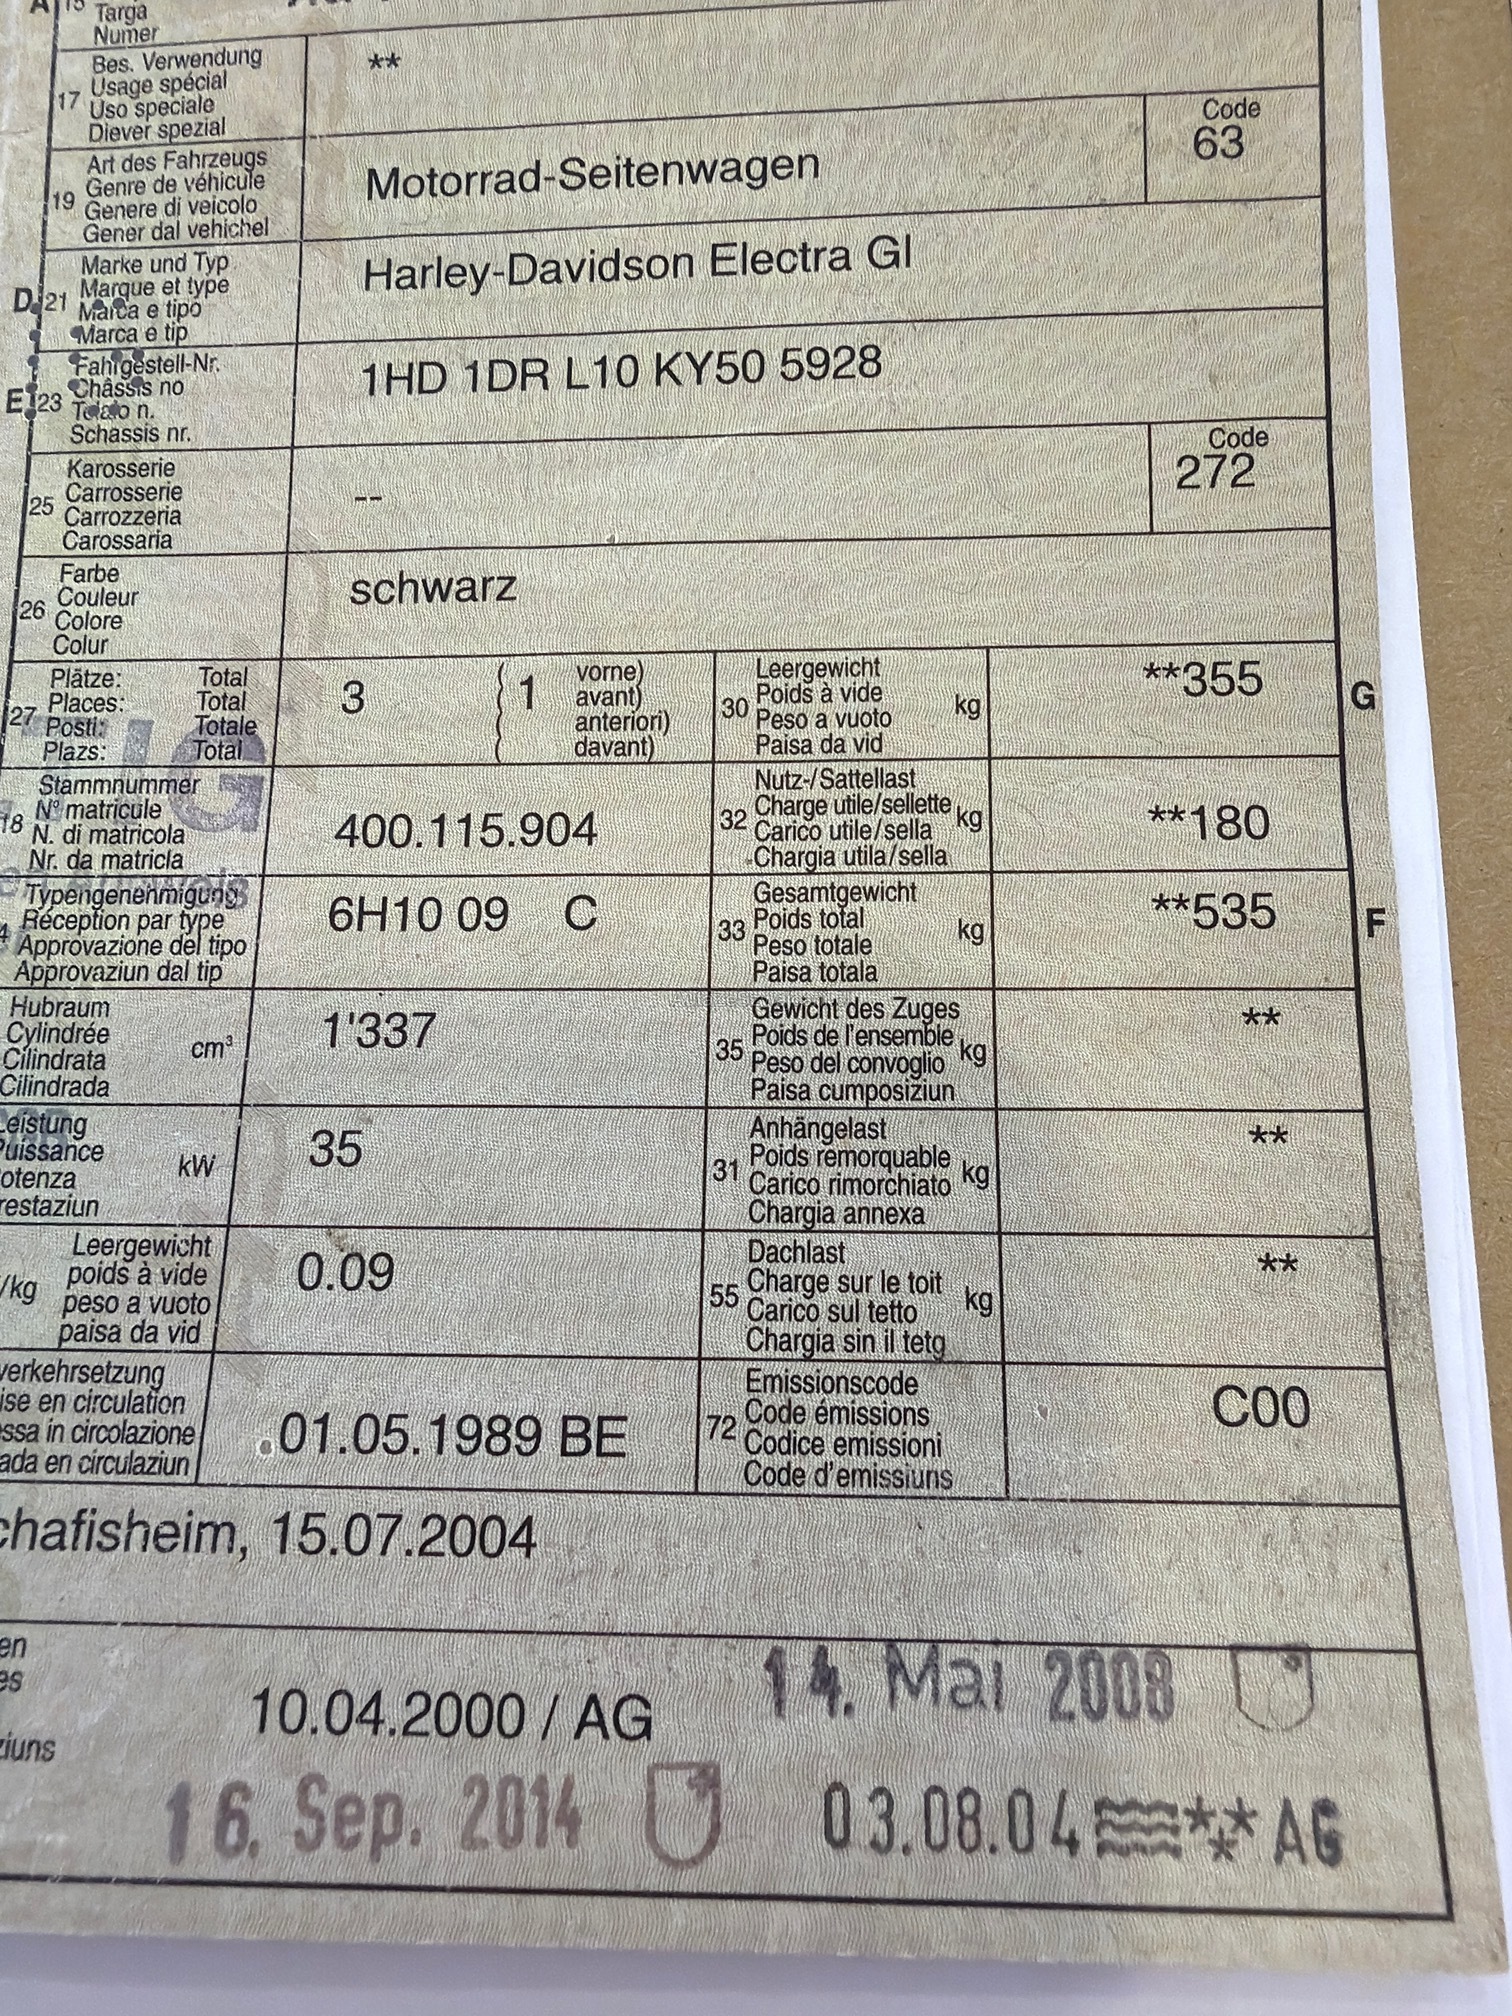 A 15 Targa
Numer
17 Bes. Verwendung
Usage spécial
Uso speciale
Diever spezial
**
19 Art des Fahrzeugs
Genre de véhicule
Genere di veicolo
Gener dal vehichel
Motorrad-Seitenwagen
Code
63
D 21 Marke und Typ
Marque et type
Marca e tipo
Marca e tip
Harley-Davidson Electra Gl
E 23 Fahrgestell-Nr.
Châssis no
Telaio n.
Schassis nr.
1HD 1DR L10 KY50 5928
25 Karosserie
Carrosserie
Carrozzeria
Carossaria
--
Code
272
26 Farbe
Couleur
Colore
Colur
schwarz
27 Plätze: Total
Places: Total
Posti: Totale
Plazs: Total
3 ( 1 vorne)
avant)
anteriori)
davant)
30 Leergewicht
Poids à vide
Peso a vuoto
Paisa da vid
kg
**355
G
18 Stammnummer
N° matricule
N. di matricola
Nr. da matricla
400.115.904
32 Nutz-/Sattellast
Charge utile/sellette
Carico utile/sella
Chargia utila/sella
kg
**180
4 Typengenehmigung
Réception par type
Approvazione del tipo
Approvaziun dal tip
6H10 09 C
33 Gesamtgewicht
Poids total
Peso totale
Paisa totala
kg
**535
F
Hubraum
Cylindrée
Cilindrata
Cilindrada
cm³
1'337
35 Gewicht des Zuges
Poids de l'ensemble
Peso del convoglio
Paisa cumposiziun
kg
**
Leistung
Puissance
otenza
restaziun
kW
35
31 Anhängelast
Poids remorquable
Carico rimorchiato
Chargia annexa
kg
**
/kg Leergewicht
poids à vide
peso a vuoto
paisa da vid
0.09
55 Dachlast
Charge sur le toit
Carico sul tetto
Chargia sin il tetg
kg
**
verkehrsetzung
ise en circulation
essa in circolazione
ada en circulaziun
01.05.1989 BE
72 Emissionscode
Code émissions
Codice emissioni
Code d'emissiuns
C00
chafisheim, 15.07.2004
en
es
ziuns
10.04.2000 / AG
14. Mai 2008
16. Sep. 2014
03.08.04 AG